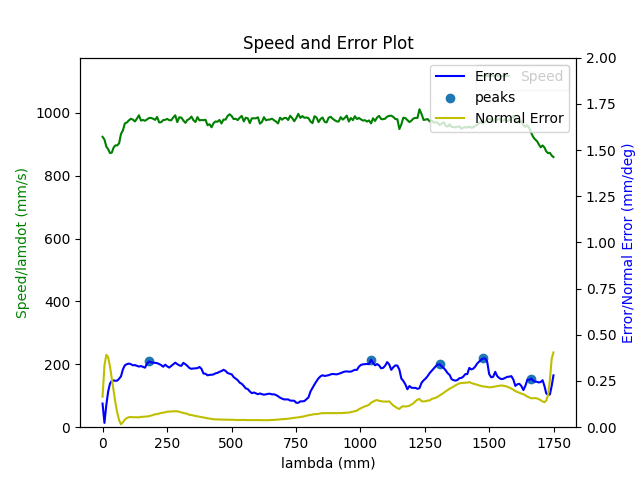 Speed and Error Plot
Speed/lamdot (mm/s)
1000
800
600
400
200
0
2.00
1.75
1.50
1.25
1.00
0.75
0.50
0.25
0.00
Error/Normal Error (mm/deg)
Speed
Error
peaks
Normal Error
0 250 500 750 1000 1250 1500 1750
lambda (mm)